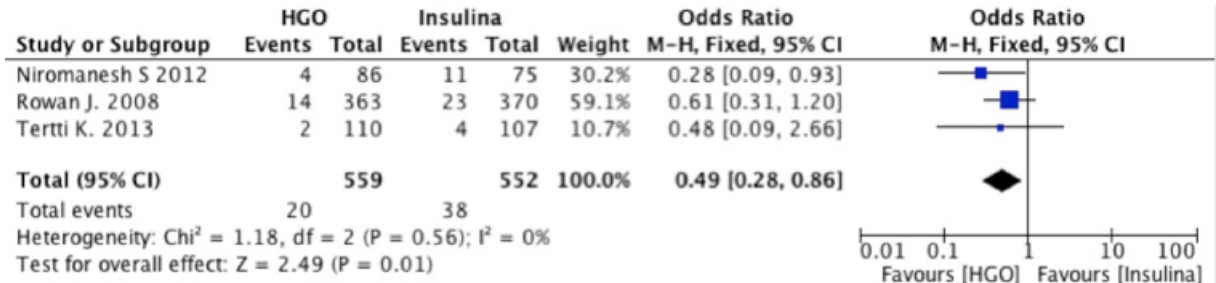 HGO Insulina Odds Ratio Odds Ratio
Study or Subgroup Events Total Events Total Weight M-H, Fixed, 95% CI M-H, Fixed, 95% CI
Niromanesh S 2012 4 86 11 75 30.2% 0.28 [0.09, 0.93]
Rowan J. 2008 14 363 23 370 59.1% 0.61 [0.31, 1.20]
Tertti K. 2013 2 110 4 107 10.7% 0.48 [0.09, 2.66]
Total (95% CI) 559 552 100.0% 0.49 [0.28, 0.86]
Total events 20 38
Heterogeneity: Chi² = 1.18, df = 2 (P = 0.56); I² = 0%
Test for overall effect: Z = 2.49 (P = 0.01)
0.01 0.1 1 10 100
Favours [HGO] Favours [Insulina]